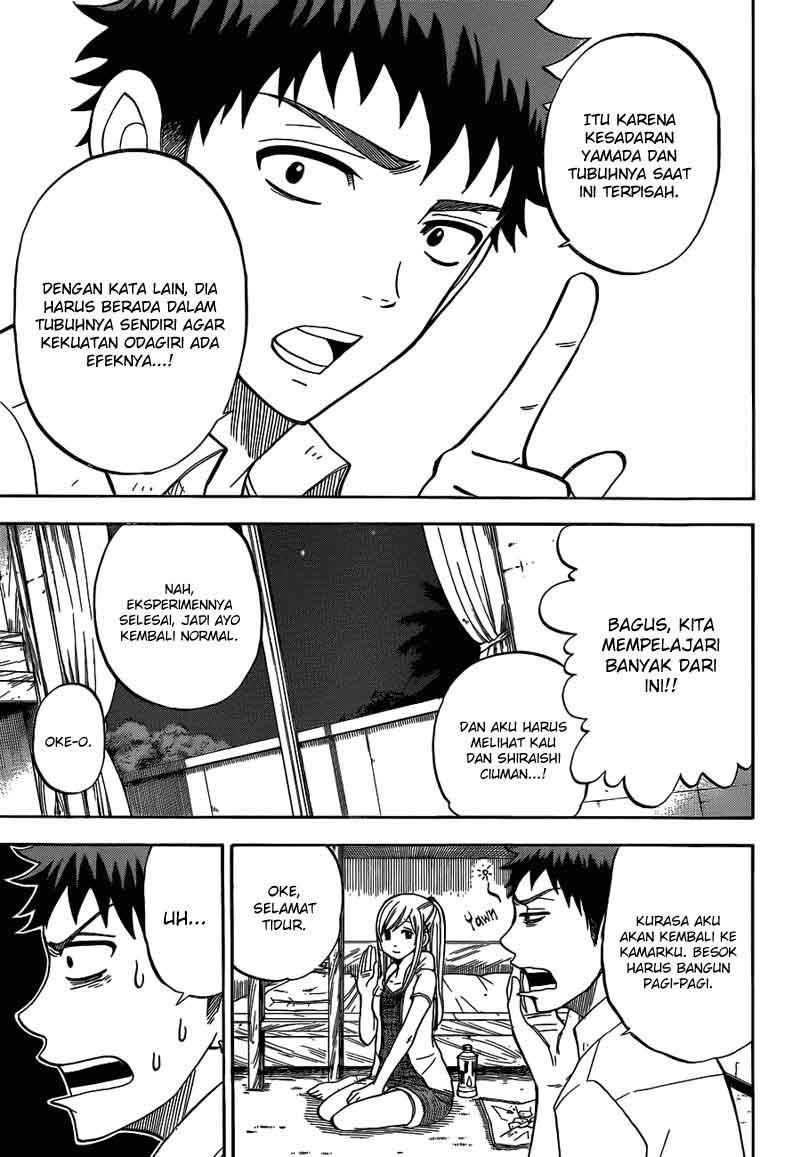 ITU KARENA
KESADARAN
YAMADA DAN
TUBUHNYA SAAT
INI TERPISAH.
DENGAN KATA LAIN, DIA
HARUS BERADA DALAM
TUBUHNYA SENDIRI AGAR
KEKUATAN ODAGIRI ADA
EFEKNYA...!
BAGUS, KITA
MEMPELAJARI
BANYAK DARI
INI!!
DAN AKU HARUS
MELIHAT KAU
DAN SHIRAISHI
CIUMAN...!
NAH,
EKSPERIMENNYA
SELESAI, JADI AYO
KEMBALI NORMAL.
OKE-O.
KURASA AKU
AKAN KEMBALI KE
KAMARKU. BESOK
HARUS BANGUN
PAGI-PAGI.
Yawn
OKE,
SELAMAT
TIDUR.
UH...